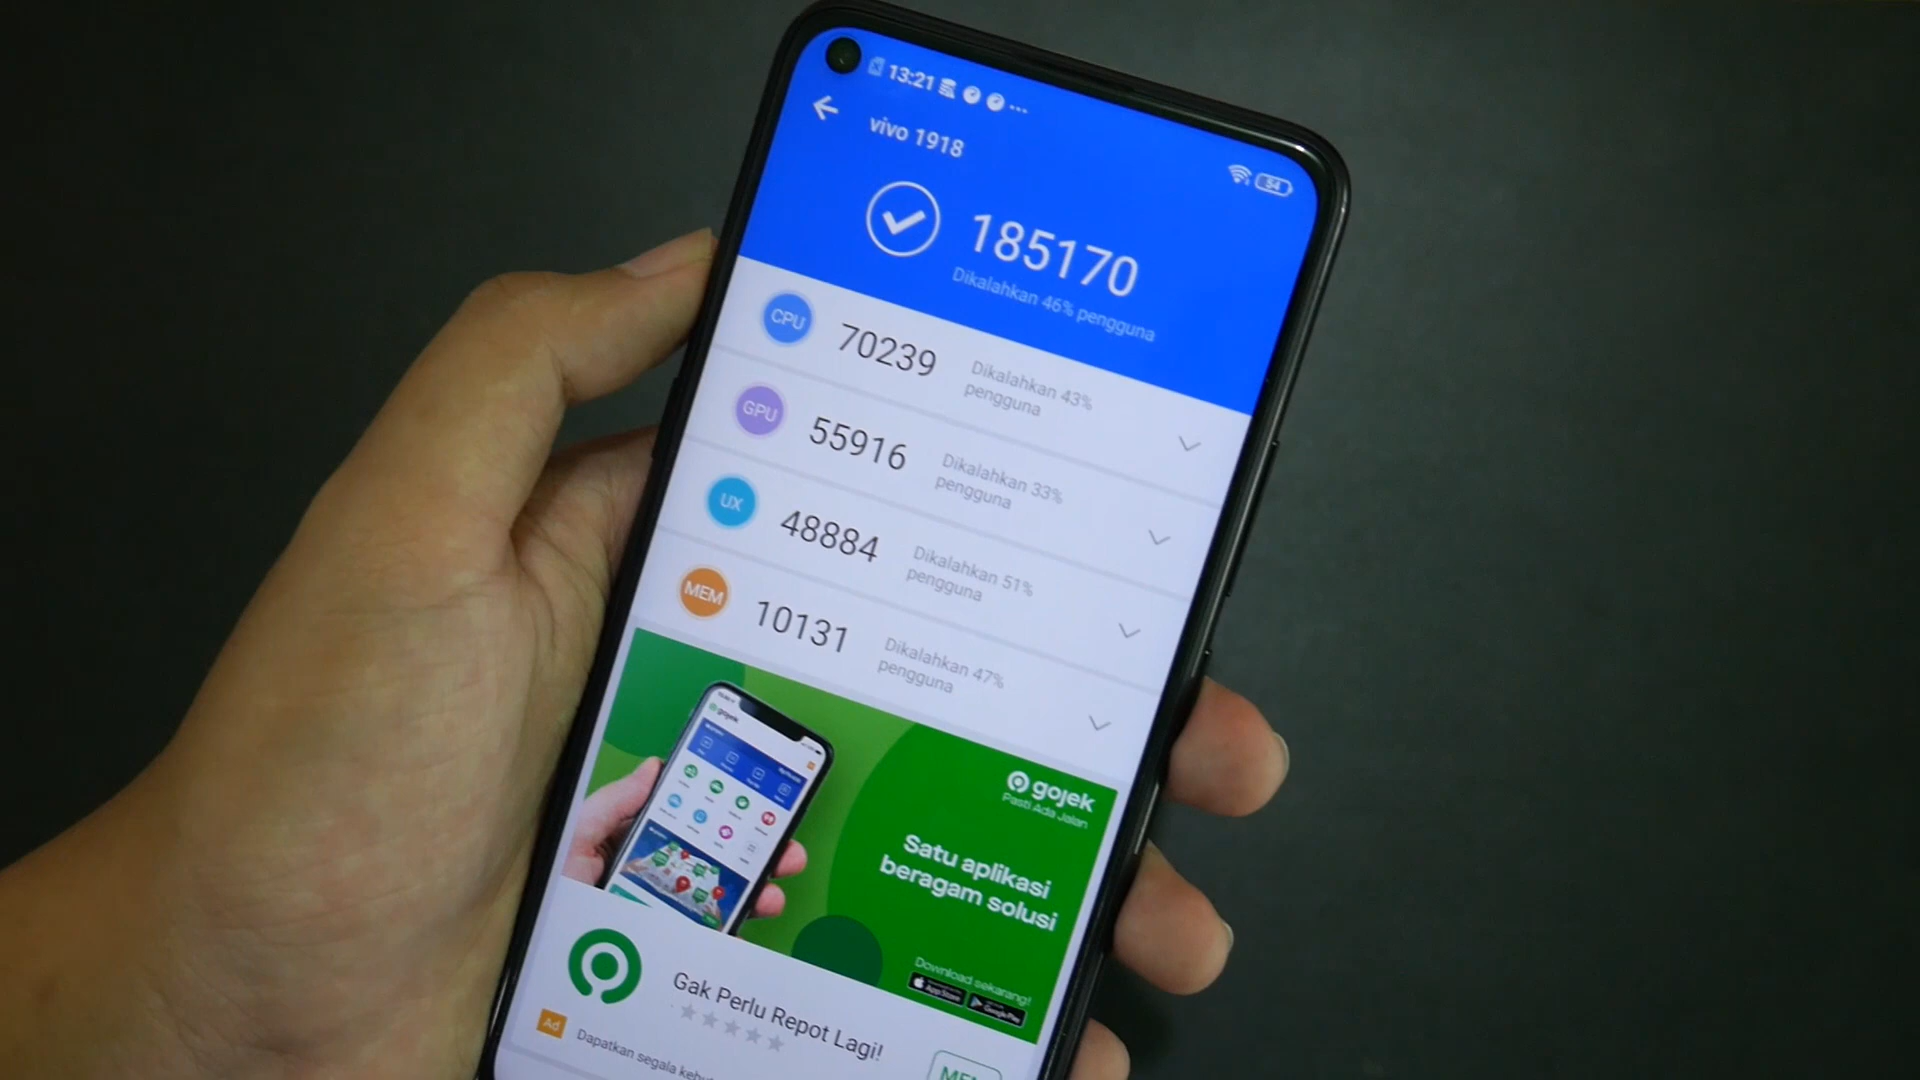 13:21
54
vivo 1918
185170
Dikalahkan 46% pengguna
CPU
70239
Dikalahkan 43%
pengguna
GPU
55916
Dikalahkan 33%
pengguna
UX
48884
Dikalahkan 51%
pengguna
MEM
10131
Dikalahkan 47%
pengguna
gojek
gojek
Pasti Ada Jalan
Satu aplikasi
beragam solusi
Download sekarang!
App Store
Google Play
Gak Perlu Repot Lagi!
Ad
Dapatkan segala